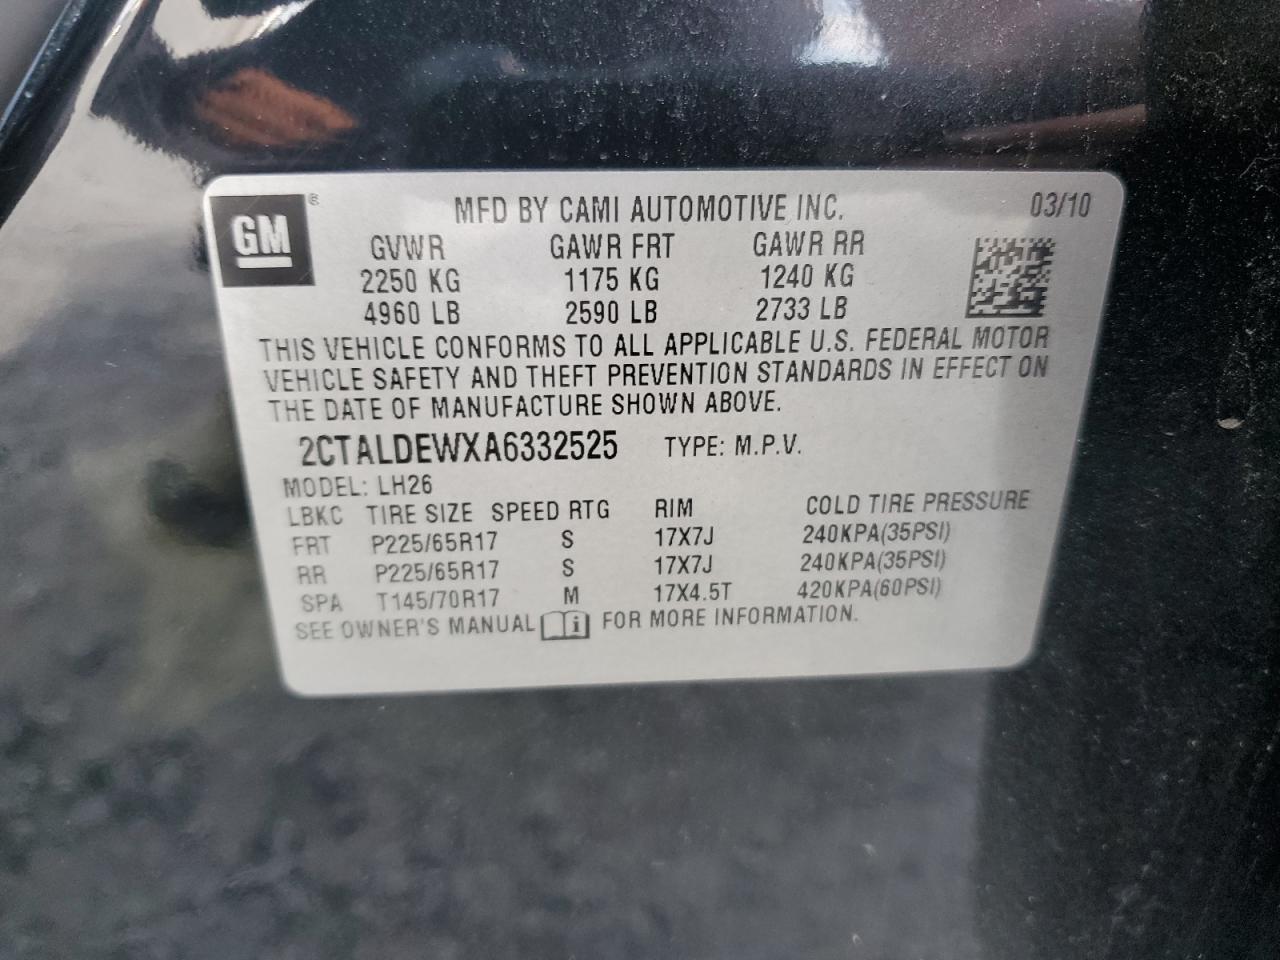 GM ® MFD BY CAMI AUTOMOTIVE INC. 03/10
GVWR GAWR FRT GAWR RR
2250 KG 1175 KG 1240 KG
4960 LB 2590 LB 2733 LB
THIS VEHICLE CONFORMS TO ALL APPLICABLE U.S. FEDERAL MOTOR
VEHICLE SAFETY AND THEFT PREVENTION STANDARDS IN EFFECT ON
THE DATE OF MANUFACTURE SHOWN ABOVE.
2CTALDEWXA6332525 TYPE: M.P.V.
MODEL: LH26
LBKC TIRE SIZE SPEED RTG RIM COLD TIRE PRESSURE
FRT P225/65R17 S 17X7J 240KPA(35PSI)
RR P225/65R17 S 17X7J 240KPA(35PSI)
SPA T145/70R17 M 17X4.5T 420KPA(60PSI)
SEE OWNER'S MANUAL i FOR MORE INFORMATION.